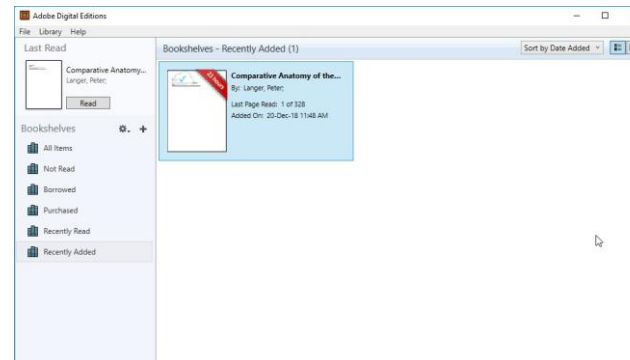 Adobe Digital Editions
File Library Help
Last Read
Comparative Anatomy...
Langer, Peter;
Read
Bookshelves
All Items
Not Read
Borrowed
Purchased
Recently Read
Recently Added
Bookshelves - Recently Added (1)
Sort by Date Added
Comparative Anatomy of the...
By: Langer, Peter;
Last Page Read: 1 of 328
Added On: 20-Dec-18 11:48 AM